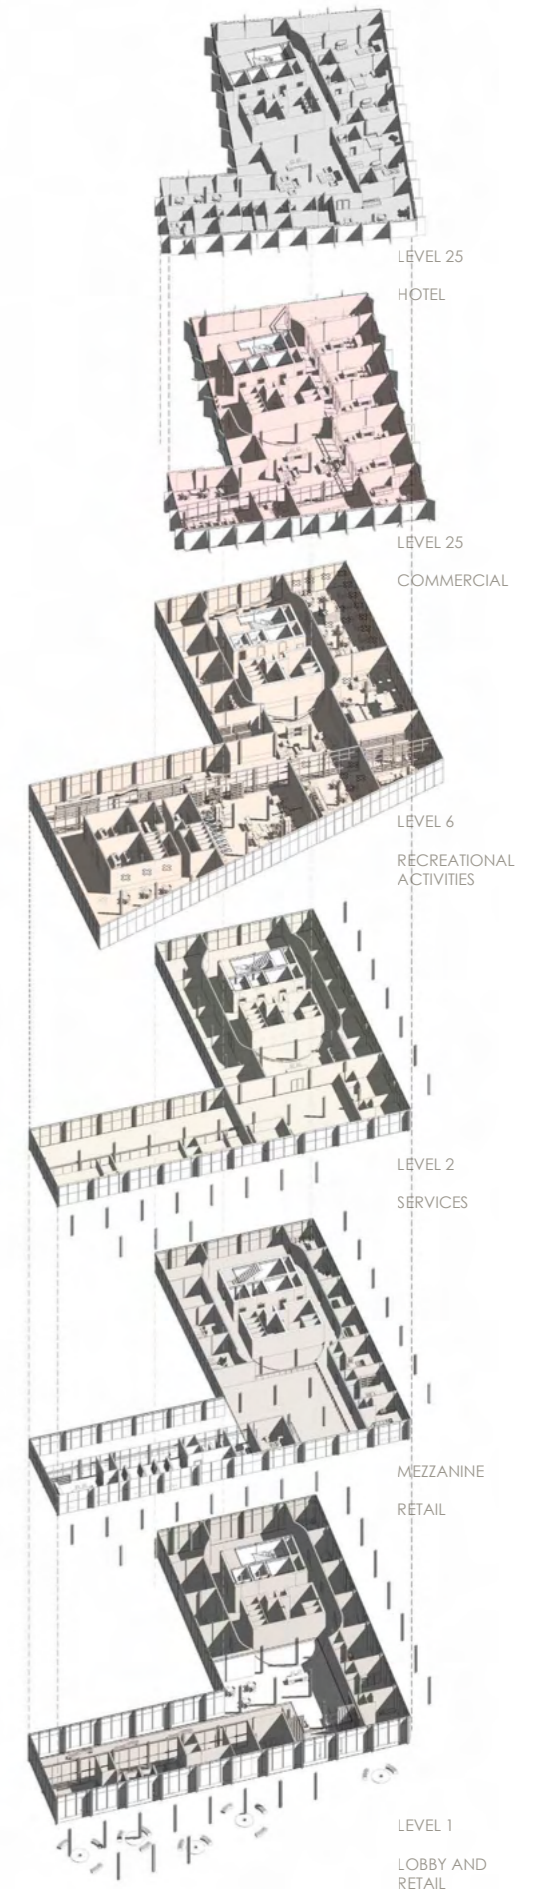 LEVEL 25
HOTEL
LEVEL 25
COMMERCIAL
LEVEL 6
RECREATIONAL
ACTIVITIES
LEVEL 2
SERVICES
MEZZANINE
RETAIL
LEVEL 1
LOBBY AND
RETAIL